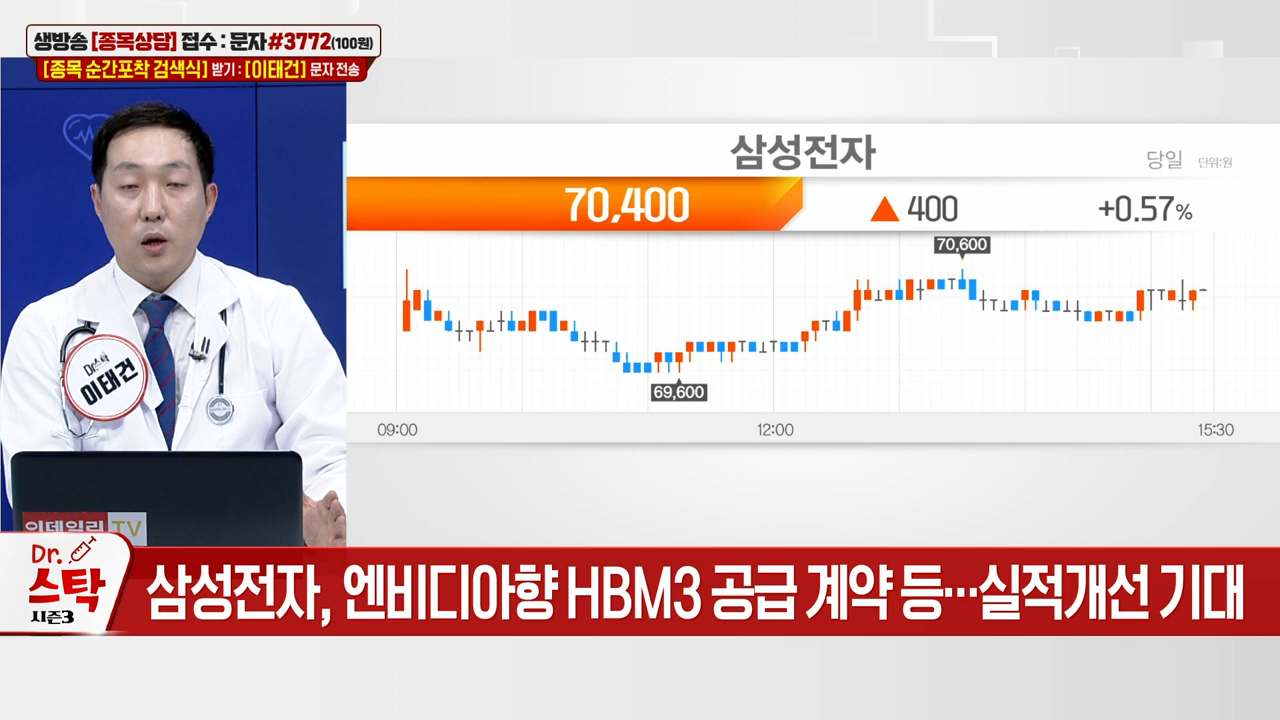 생방송 [종목상담] 접수 : 문자#3772(100원)
[종목 순간포착 검색식] 받기 : [이태건] 문자 전송
삼성전자
당일 단위:원
70,400 ▲ 400 +0.57%
70,600
69,600
09:00 12:00 15:30
Dr.스탁
이태건
이데일리 TV
Dr.
스탁
시즌3
삼성전자, 엔비디아향 HBM3 공급 계약 등…실적개선 기대